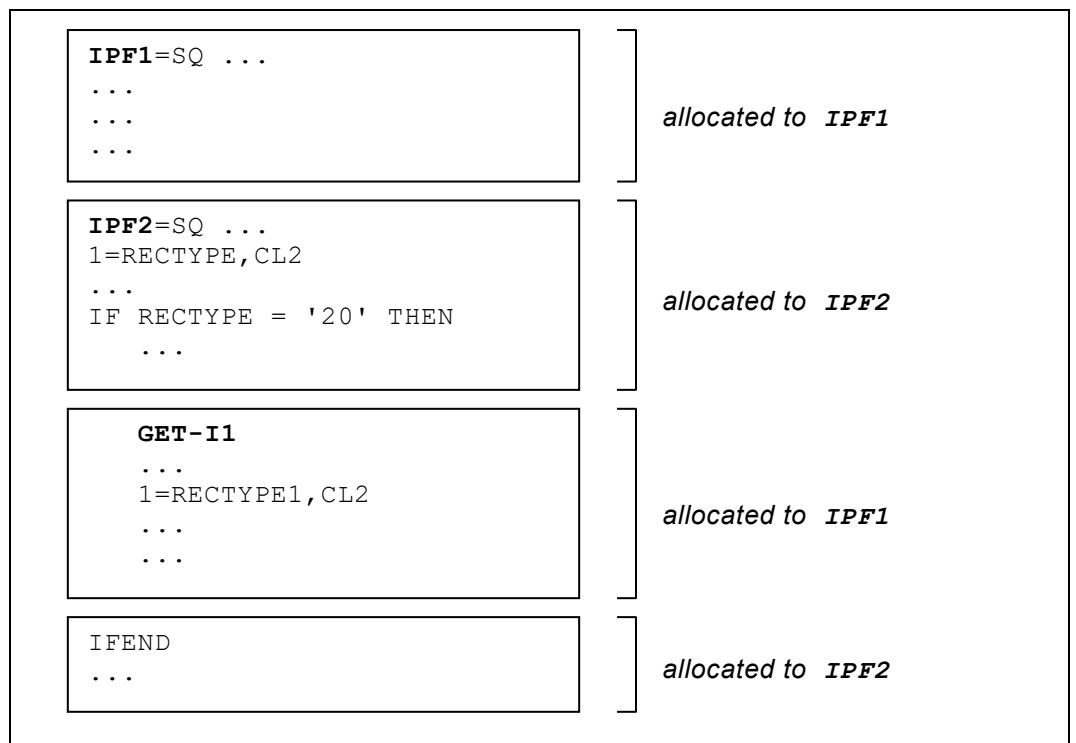 IPF1=SQ ...
...
...
...
allocated to IPF1
IPF2=SQ ...
1=RECTYPE,CL2
...
IF RECTYPE = '20' THEN
...
allocated to IPF2
GET-I1
...
1=RECTYPE1,CL2
...
...
allocated to IPF1
IFEND
...
allocated to IPF2